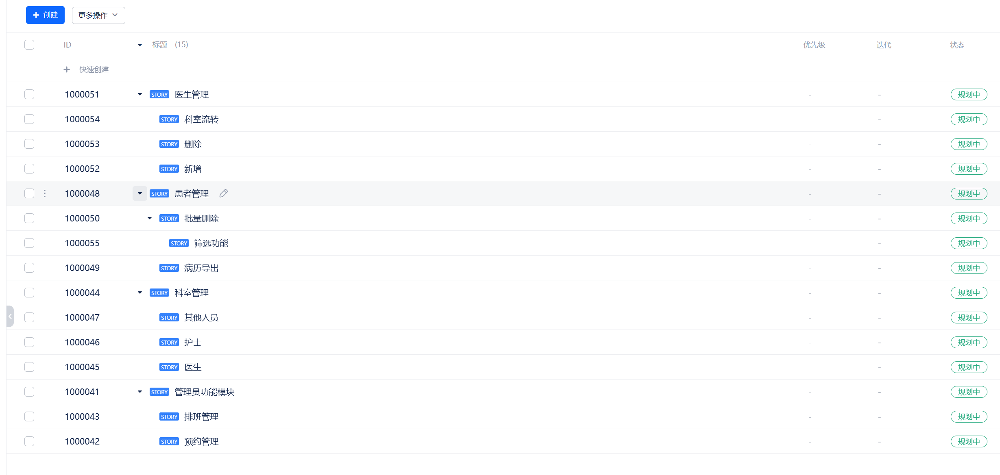 创建 更多操作
ID 标题 (15) 优先级 迭代 状态
快速创建
1000051 STORY 医生管理 - - 规划中
1000054 STORY 科室流转 - - 规划中
1000053 STORY 删除 - - 规划中
1000052 STORY 新增 - - 规划中
1000048 STORY 患者管理 - - 规划中
1000050 STORY 批量删除 - - 规划中
1000055 STORY 筛选功能 - - 规划中
1000049 STORY 病历导出 - - 规划中
1000044 STORY 科室管理 - - 规划中
1000047 STORY 其他人员 - - 规划中
1000046 STORY 护士 - - 规划中
1000045 STORY 医生 - - 规划中
1000041 STORY 管理员功能模块 - - 规划中
1000043 STORY 排班管理 - - 规划中
1000042 STORY 预约管理 - - 规划中